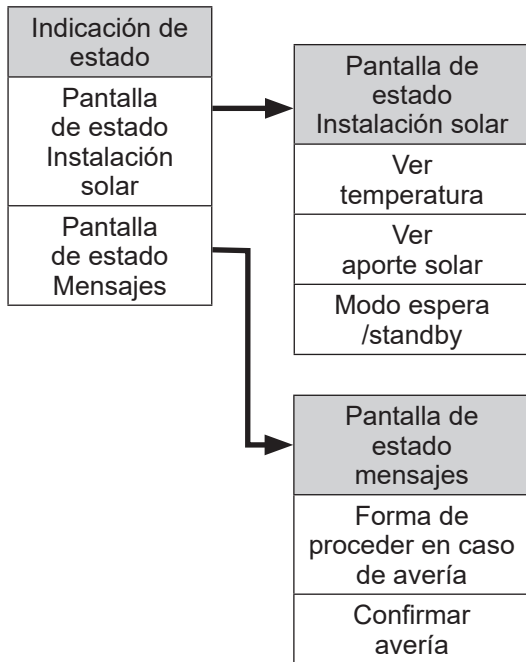 Indicación de
estado
Pantalla
de estado
Instalación
solar
Pantalla
de estado
Mensajes
Pantalla de
estado
Instalación solar
Ver
temperatura
Ver
aporte solar
Modo espera
/standby
Pantalla de
estado
mensajes
Forma de
proceder en caso
de avería
Confirmar
avería